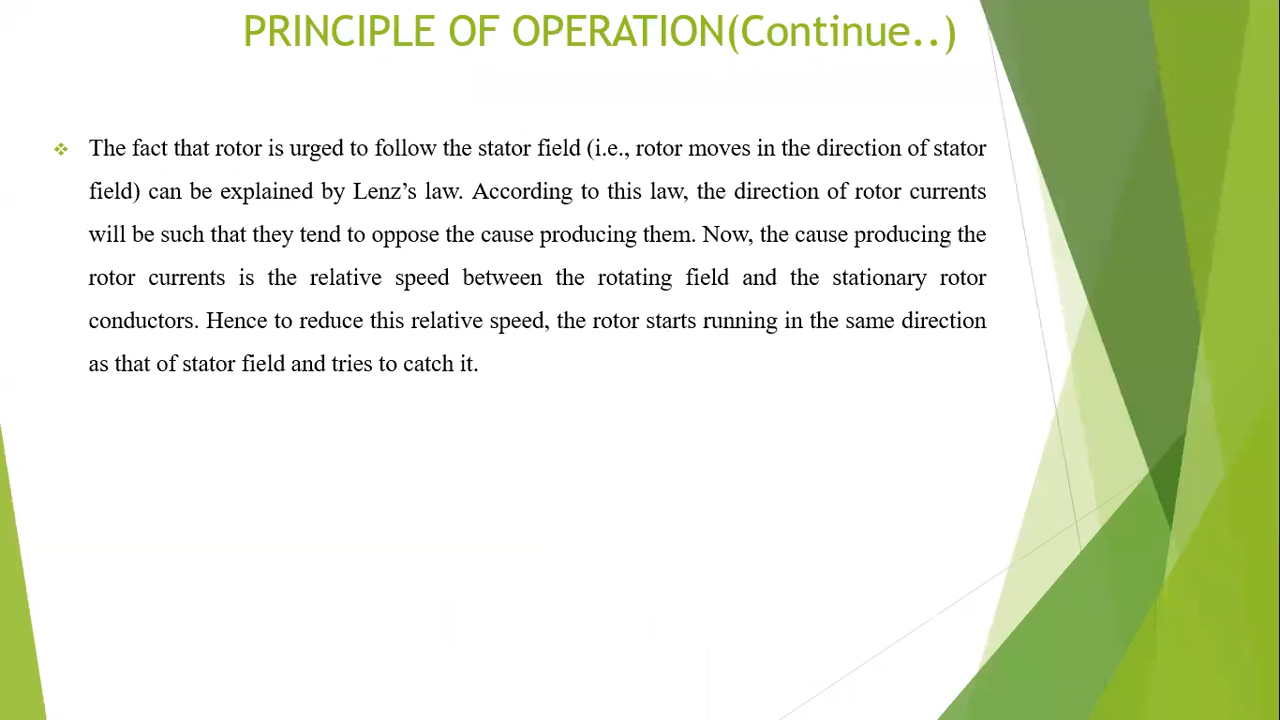 PRINCIPLE OF OPERATION(Continue..)
The fact that rotor is urged to follow the stator field (i.e., rotor moves in the direction of stator
field) can be explained by Lenz’s law. According to this law, the direction of rotor currents
will be such that they tend to oppose the cause producing them. Now, the cause producing the
rotor currents is the relative speed between the rotating field and the stationary rotor
conductors. Hence to reduce this relative speed, the rotor starts running in the same direction
as that of stator field and tries to catch it.